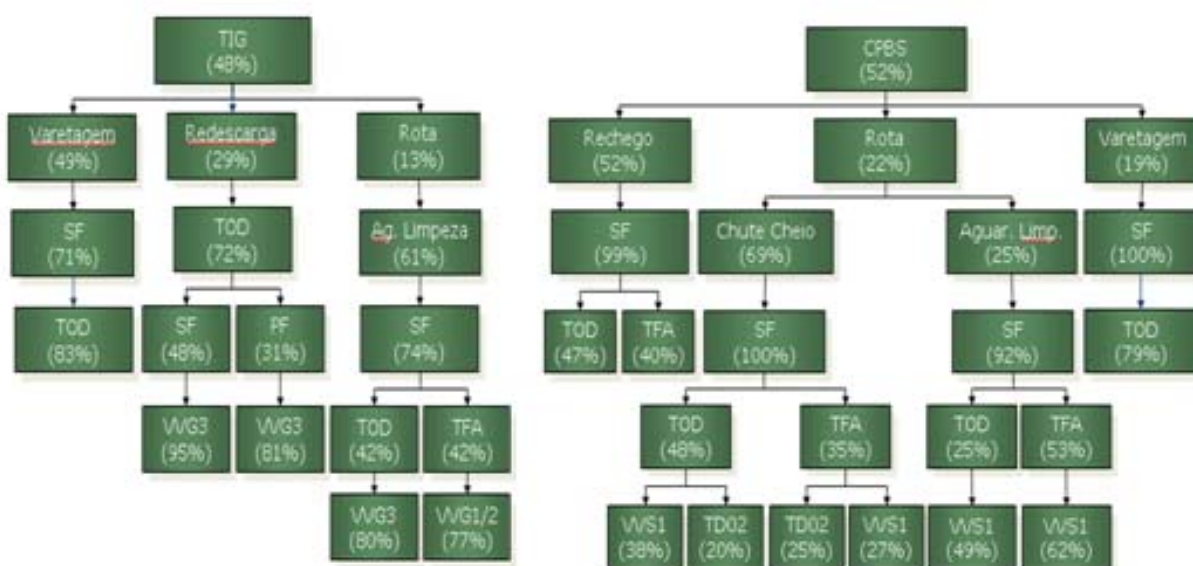 TIG
(48%)
Varetagem
(49%)
Redescarga
(29%)
Rota
(13%)
SF
(71%)
TOD
(72%)
Ag. Limpeza
(61%)
TOD
(83%)
SF
(48%)
PF
(31%)
SF
(74%)
VVG3
(95%)
VVG3
(81%)
TOD
(42%)
TFA
(42%)
VVG3
(80%)
VVG1/2
(77%)
CPBS
(52%)
Rechego
(52%)
Rota
(22%)
Varetagem
(19%)
SF
(99%)
Chute Cheio
(69%)
Aguar. Limp.
(25%)
SF
(100%)
TOD
(47%)
TFA
(40%)
SF
(100%)
SF
(92%)
TOD
(79%)
TOD
(48%)
TFA
(35%)
TOD
(25%)
TFA
(53%)
VVS1
(38%)
TD02
(20%)
TD02
(25%)
VVS1
(27%)
VVS1
(49%)
VVS1
(62%)